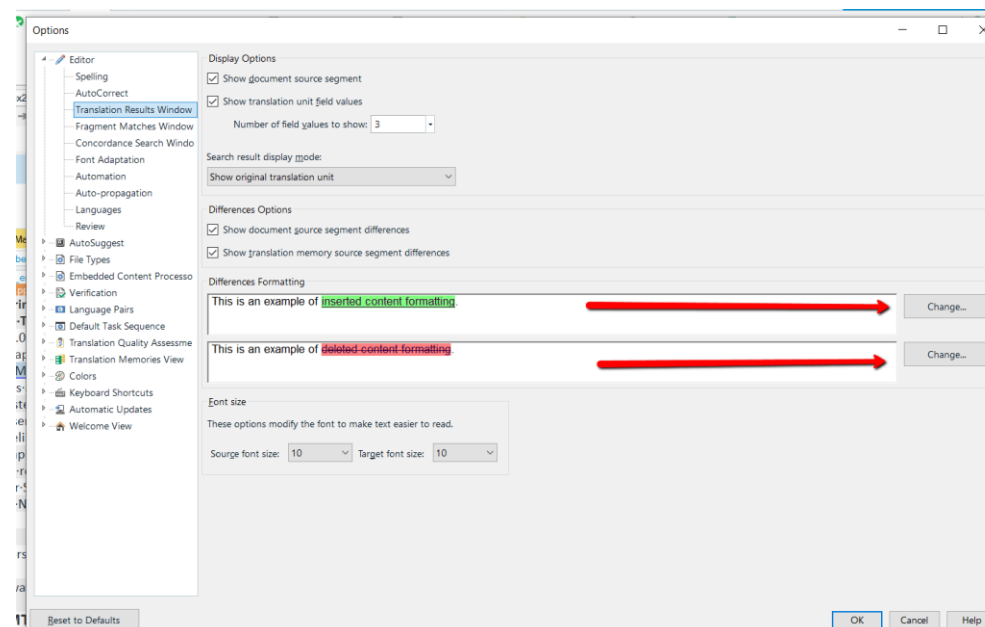 Options
Editor
Spelling
AutoCorrect
Translation Results Window
Fragment Matches Window
Concordance Search Windo
Font Adaptation
Automation
Auto-propagation
Languages
Review
AutoSuggest
File Types
Embedded Content Processo
Verification
Language Pairs
Default Task Sequence
Translation Quality Assessme
Translation Memories View
Colors
Keyboard Shortcuts
Automatic Updates
Welcome View
Display Options
Show document source segment
Show translation unit field values
Number of field values to show: 3
Search result display mode:
Show original translation unit
Differences Options
Show document source segment differences
Show translation memory source segment differences
Differences Formatting
This is an example of inserted content formatting.
Change...
This is an example of deleted content formatting.
Change...
Font size
These options modify the font to make text easier to read.
Source font size: 10 Target font size: 10
Reset to Defaults
OK Cancel Help